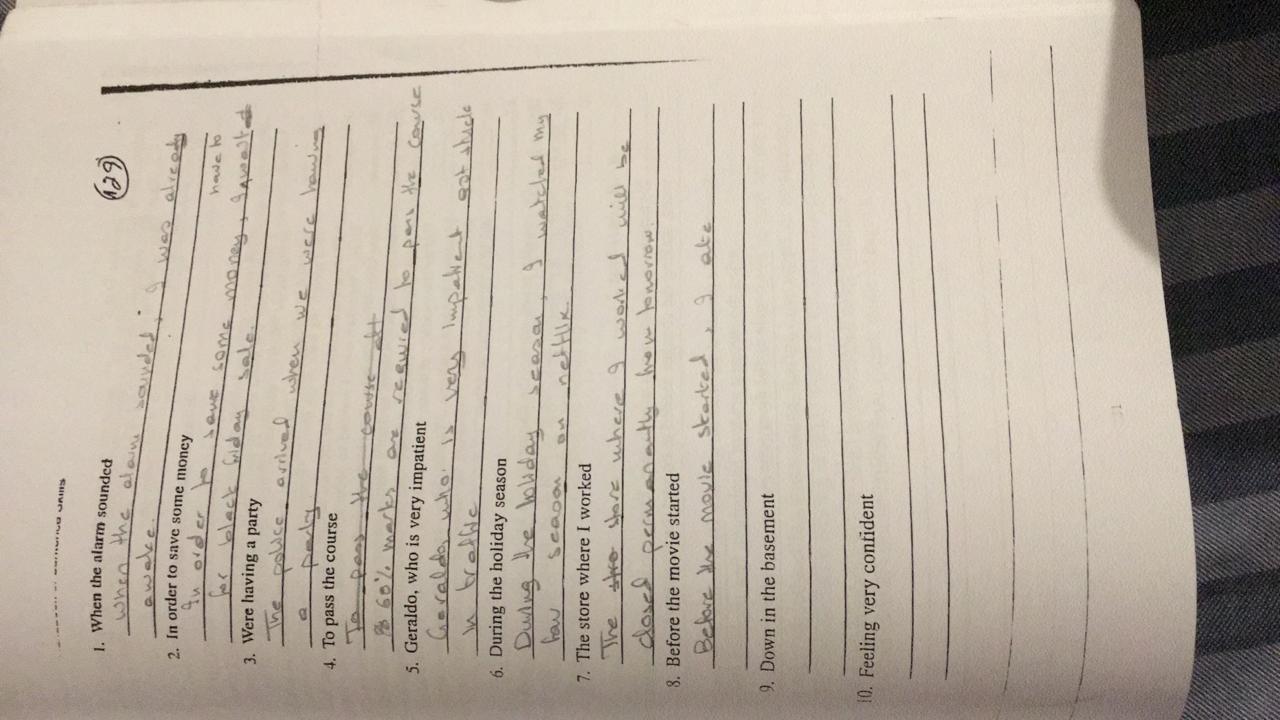 Skills
129
1. When the alarm sounded
When the alarm sounded, I was already
awake.
2. In order to save some money
have to
In order to save some money, I wait
for black friday sale.
3. Were having a party
The police arrived when we were having
a party
4. To pass the course
To pass the course att
60% marks are required to pass the course
5. Geraldo, who is very impatient
Geraldo, who is very impatient got stuck
in traffic
6. During the holiday season
During the holiday season, I watched my
fav season on netflix.
7. The store where I worked
The store where I worked will be
closed permanantly from tomorrow.
8. Before the movie started
Before the movie started, I ate
9. Down in the basement
10. Feeling very confident